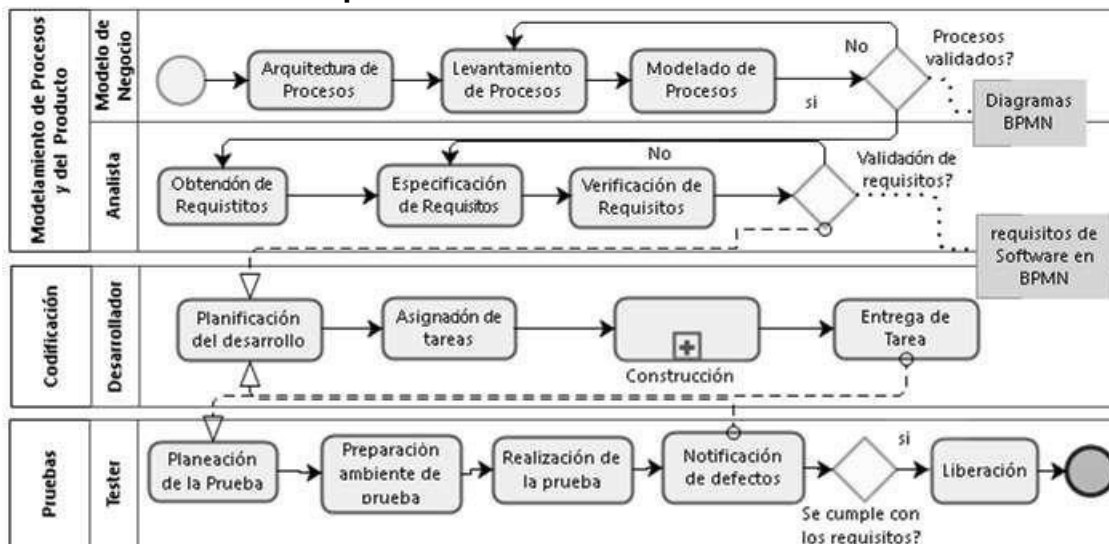 Modelamiento de Procesos
y del Producto
Modelo de
Negocio
Arquitectura de
Procesos
Levantamiento
de Procesos
Modelado de
Procesos
No
si
Procesos
validados?
Diagramas
BPMN
Analista
Obtención de
Requistitos
Especificación
de Requisitos
Verificación de
Requisitos
No
Validación de
requisitos?
requisitos de
Software en
BPMN
Codificación
Desarrollador
Planificación
del desarrollo
Asignación de
tareas
Construcción
Entrega de
Tarea
Pruebas
Tester
Planeación
de la Prueba
Preparación
ambiente de
prueba
Realización de
la prueba
Notificación
de defectos
si
Se cumple con
los requisitos?
Liberación